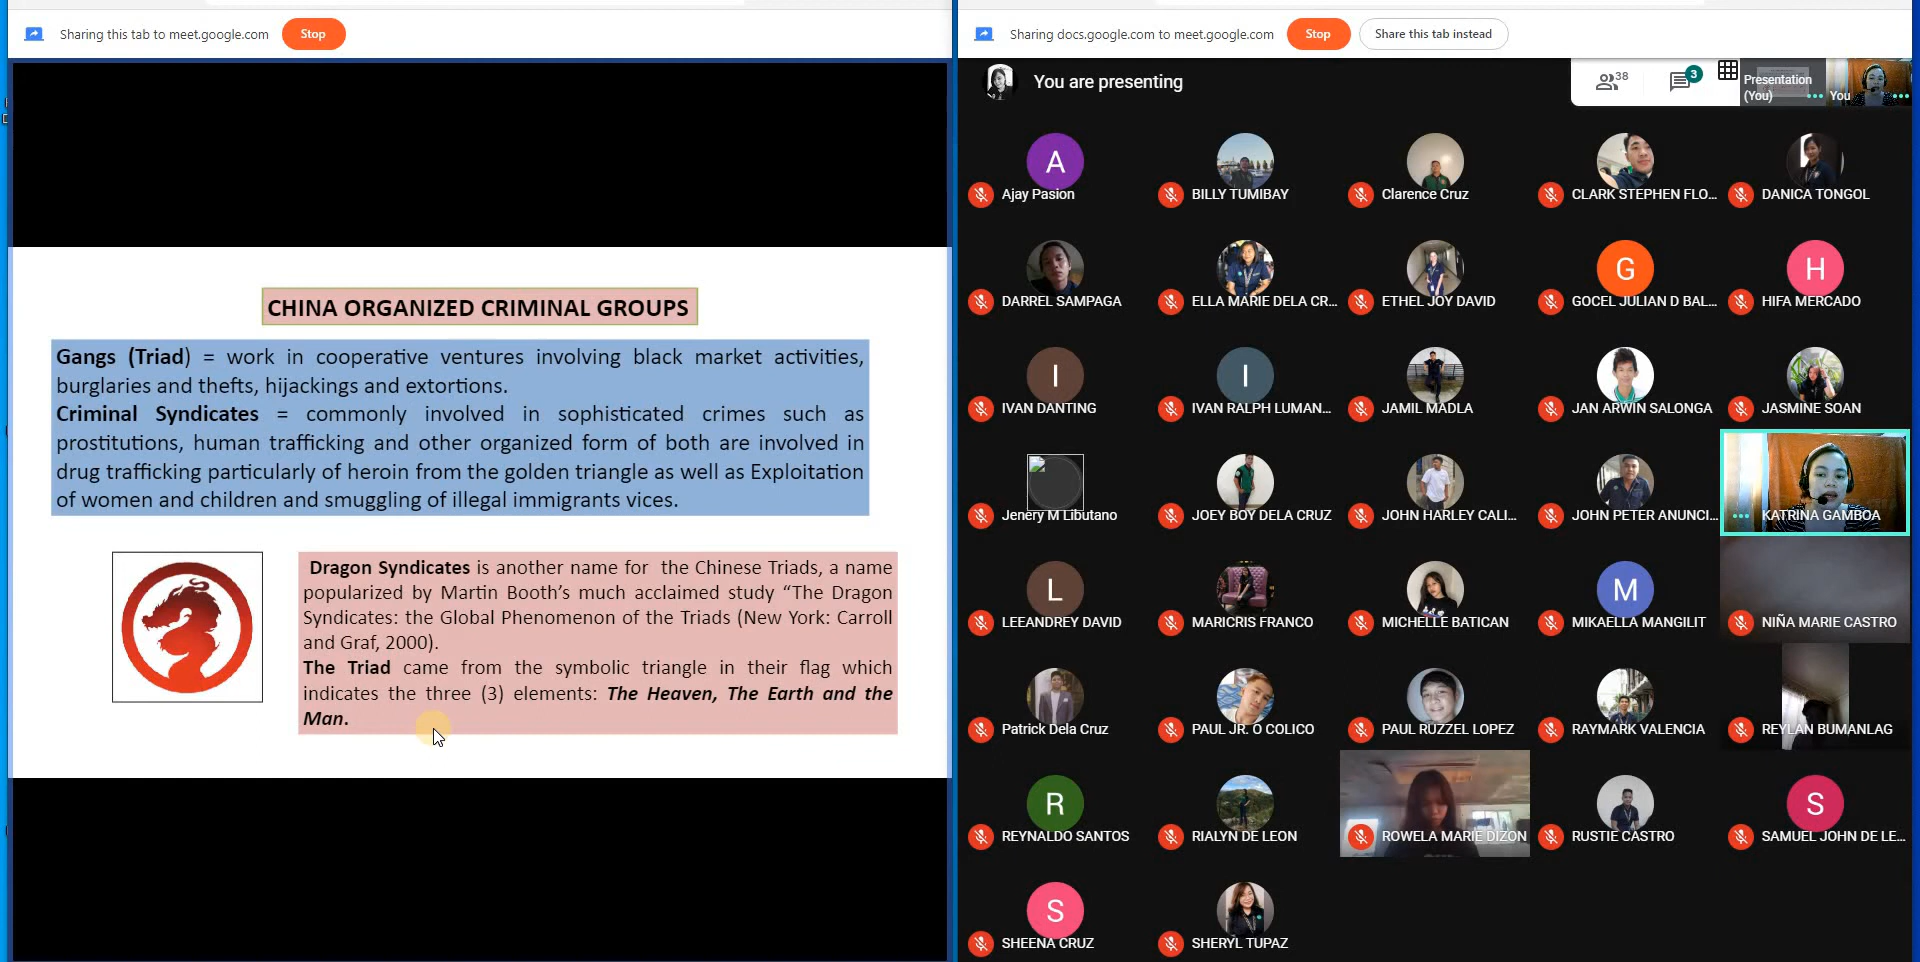 Sharing this tab to meet.google.com
Stop
CHINA ORGANIZED CRIMINAL GROUPS
Gangs (Triad) = work in cooperative ventures involving black market activities,
burglaries and thefts, hijackings and extortions.
Criminal Syndicates = commonly involved in sophisticated crimes such as
prostitutions, human trafficking and other organized form of both are involved in
drug trafficking particularly of heroin from the golden triangle as well as Exploitation
of women and children and smuggling of illegal immigrants vices.
Dragon Syndicates is another name for the Chinese Triads, a name
popularized by Martin Booth's much acclaimed study “The Dragon
Syndicates: the Global Phenomenon of the Triads (New York: Carroll
and Graf, 2000).
The Triad came from the symbolic triangle in their flag which
indicates the three (3) elements: The Heaven, The Earth and the
Man.
Sharing docs.google.com to meet.google.com
Stop
Share this tab instead
You are presenting
38
3
Presentation
(You)
You
A
Ajay Pasion
BILLY TUMIBAY
Clarence Cruz
CLARK STEPHEN FLO...
DANICA TONGOL
DARREL SAMPAGA
ELLA MARIE DELA CR...
ETHEL JOY DAVID
G
GOCEL JULIAN D BAL...
H
HIFA MERCADO
I
IVAN DANTING
I
IVAN RALPH LUMAN...
JAMIL MADLA
JAN ARWIN SALONGA
JASMINE SOAN
Jenery M Libutano
JOEY BOY DELA CRUZ
JOHN HARLEY CALI...
JOHN PETER ANUNCI...
KATRINA GAMBOA
L
LEEANDREY DAVID
MARICRIS FRANCO
MICHELLE BATICAN
M
MIKAELLA MANGILIT
NIÑA MARIE CASTRO
Patrick Dela Cruz
PAUL JR. O COLICO
PAUL RUZZEL LOPEZ
RAYMARK VALENCIA
REYLAN BUMANLAG
R
REYNALDO SANTOS
RIALYN DE LEON
ROWELA MARIE DIZON
RUSTIE CASTRO
S
SAMUEL JOHN DE LE...
S
SHEENA CRUZ
SHERYL TUPAZ